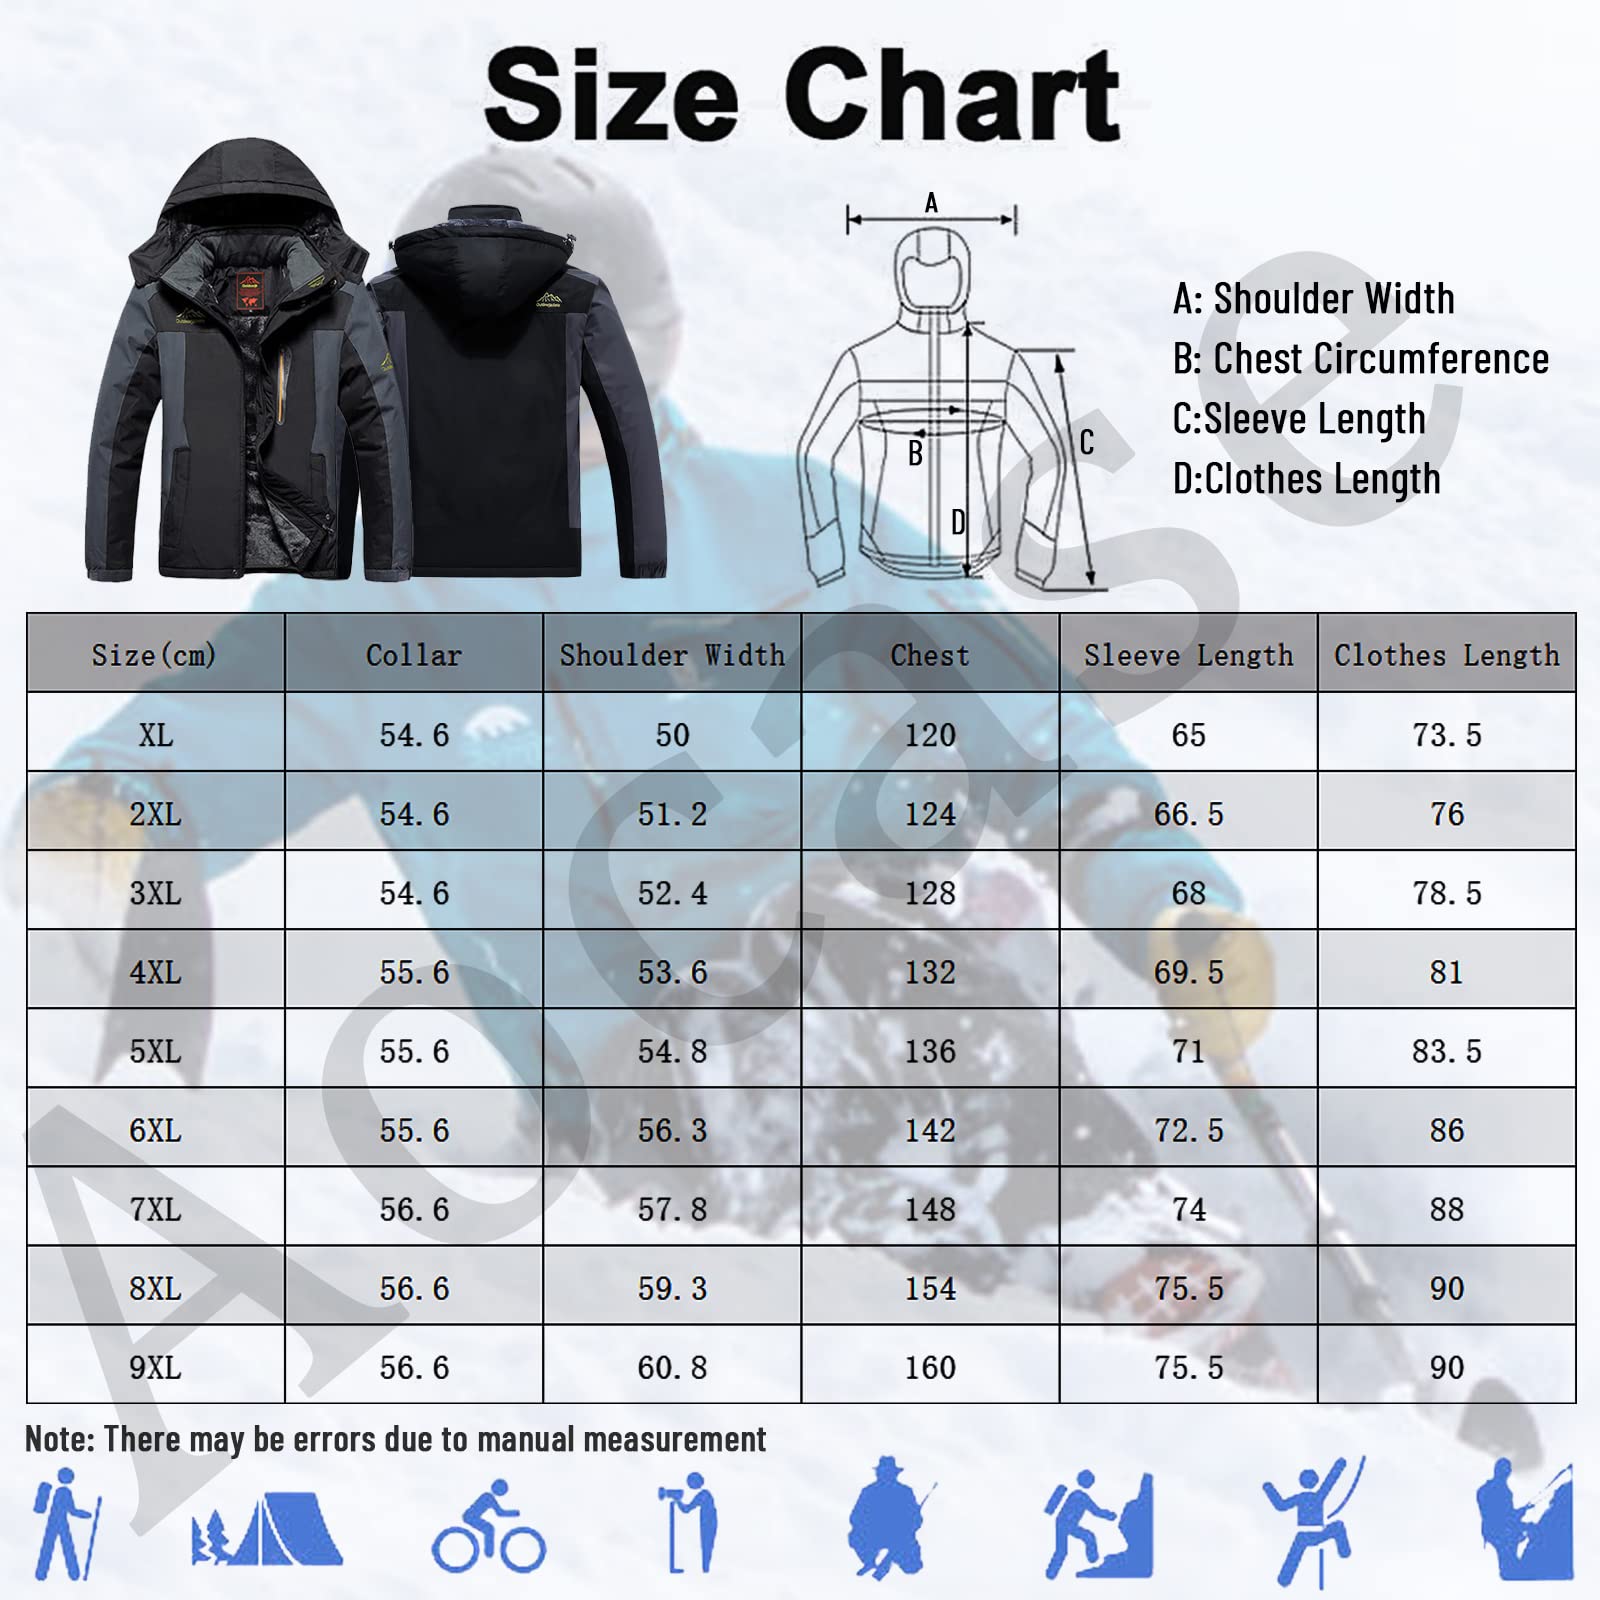 Size Chart
A
B
C
D
A: Shoulder Width
B: Chest Circumference
C:Sleeve Length
D:Clothes Length
Size(cm) Collar Shoulder Width Chest Sleeve Length Clothes Length
XL 54.6 50 120 65 73.5
2XL 54.6 51.2 124 66.5 76
3XL 54.6 52.4 128 68 78.5
4XL 55.6 53.6 132 69.5 81
5XL 55.6 54.8 136 71 83.5
6XL 55.6 56.3 142 72.5 86
7XL 56.6 57.8 148 74 88
8XL 56.6 59.3 154 75.5 90
9XL 56.6 60.8 160 75.5 90
Note: There may be errors due to manual measurement
Aocase